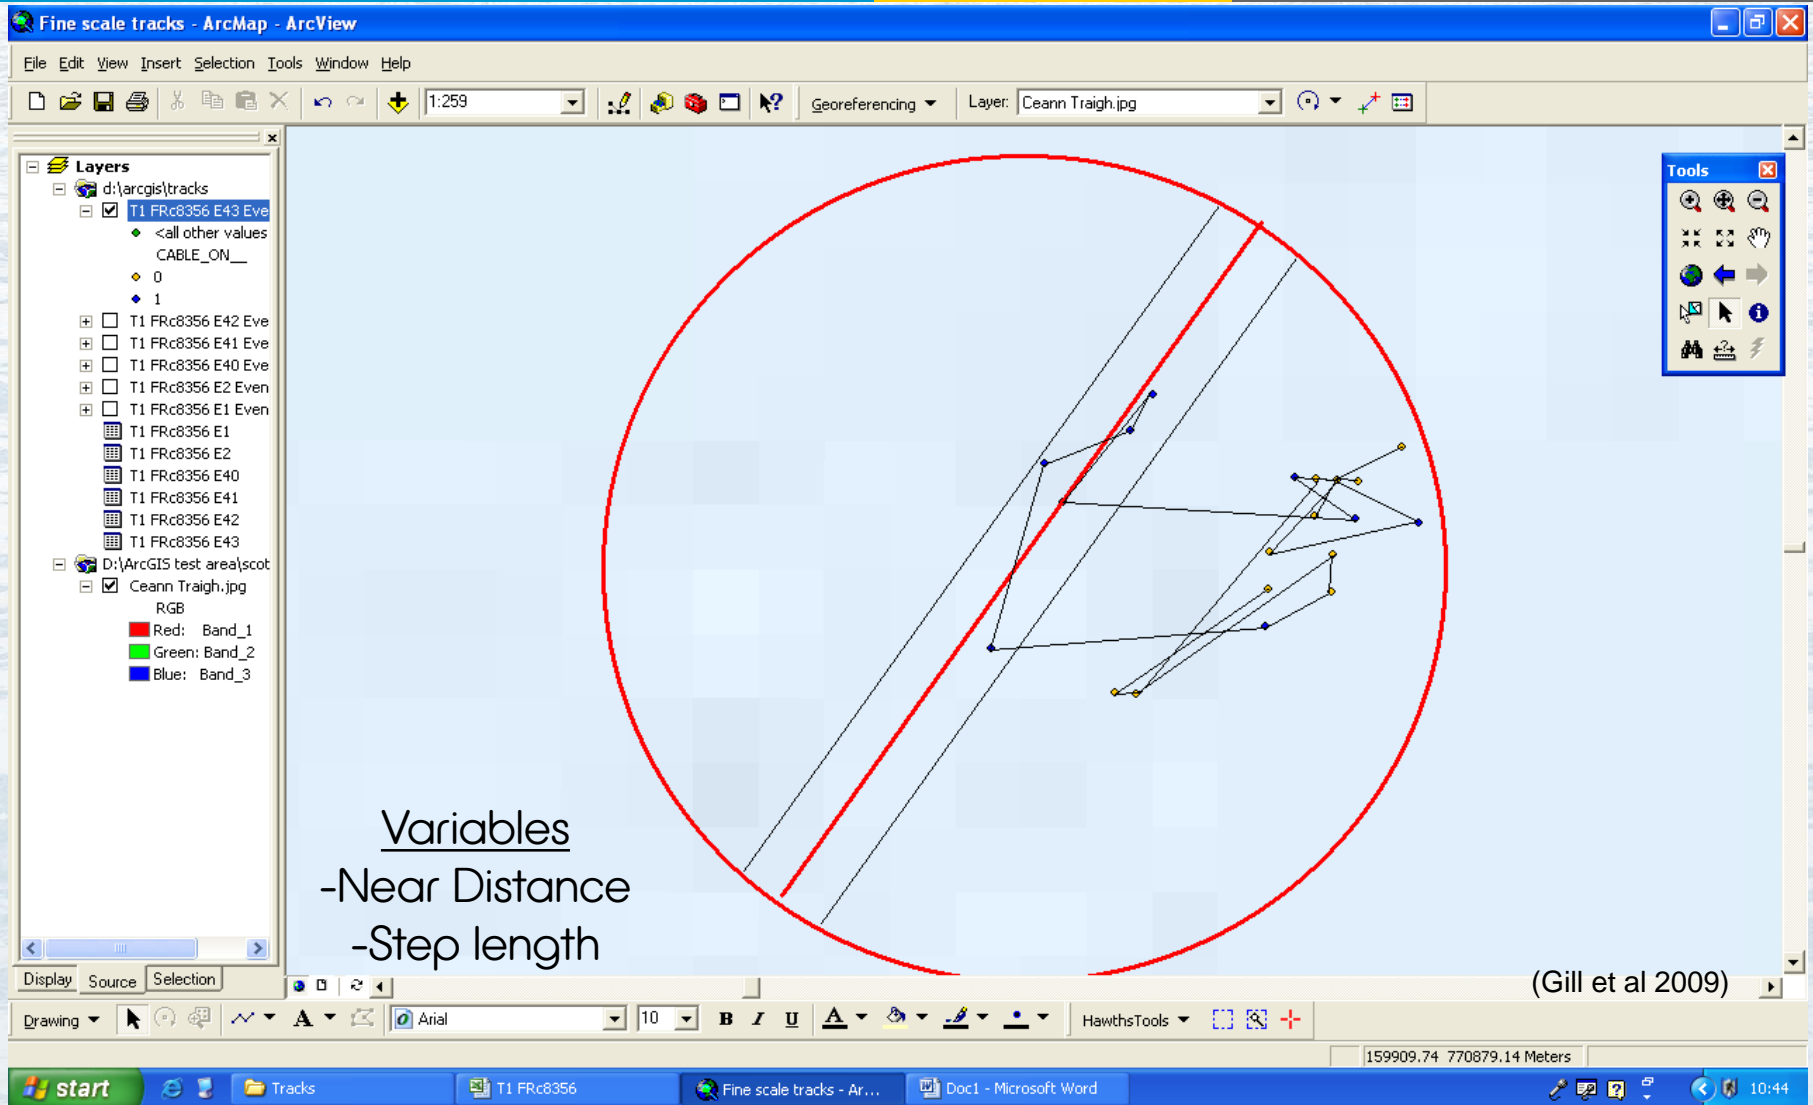 Fine scale tracks - ArcMap - ArcView
File Edit View Insert Selection Tools Window Help
1:259 Georeferencing Layer: Ceann Traigh.jpg
Layers
d:\arcgis\tracks
T1 FRc8356 E43 Eve
<all other values
CABLE_ON__
0
1
T1 FRc8356 E42 Eve
T1 FRc8356 E41 Eve
T1 FRc8356 E40 Eve
T1 FRc8356 E2 Even
T1 FRc8356 E1 Even
T1 FRc8356 E1
T1 FRc8356 E2
T1 FRc8356 E40
T1 FRc8356 E41
T1 FRc8356 E42
T1 FRc8356 E43
D:\ArcGIS test area\scot
Ceann Traigh.jpg
RGB
Red: Band_1
Green: Band_2
Blue: Band_3
Tools
Variables
-Near Distance
-Step length
(Gill et al 2009)
Display Source Selection
Drawing A Arial 10 B I U A HawthsTools
159909.74 770879.14 Meters
start Tracks T1 FRc8356 Fine scale tracks - Ar... Doc1 - Microsoft Word 10:44